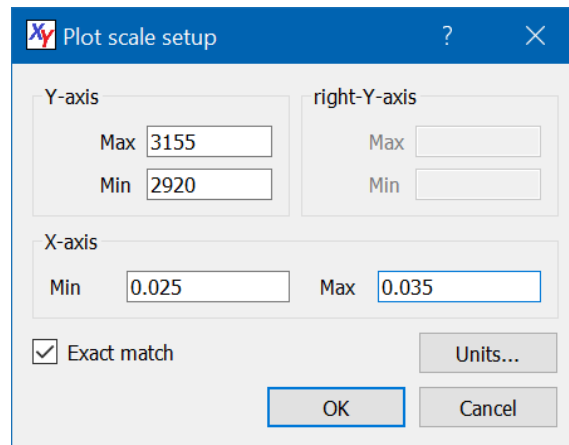 XY Plot scale setup ?
Y-axis
Max 3155
Min 2920
right-Y-axis
Max
Min
X-axis
Min 0.025 Max 0.035
Exact match
Units...
OK Cancel